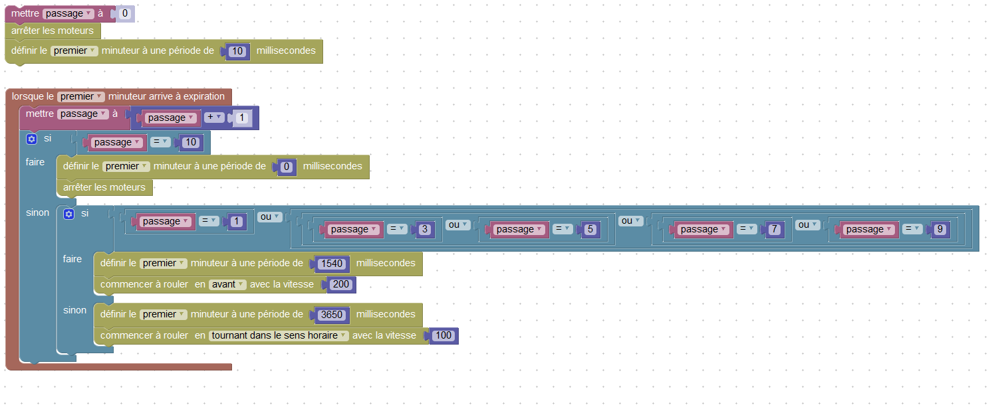 mettre passage à 0
arrêter les moteurs
définir le premier minuteur à une période de 10 millisecondes
lorsque le premier minuteur arrive à expiration
mettre passage à passage + 1
si passage = 10
faire définir le premier minuteur à une période de 0 millisecondes
arrêter les moteurs
sinon si passage = 1 ou passage = 3 ou passage = 5 ou passage = 7 ou passage = 9
faire définir le premier minuteur à une période de 1540 millisecondes
commencer à rouler en avant avec la vitesse 200
sinon définir le premier minuteur à une période de 3650 millisecondes
commencer à rouler en tournant dans le sens horaire avec la vitesse 100